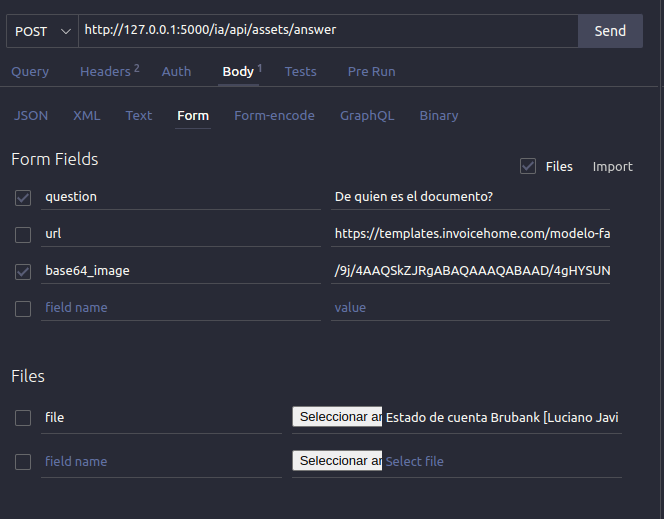 POST http://127.0.0.1:5000/ia/api/assets/answer Send
Query Headers 2 Auth Body 1 Tests Pre Run
JSON XML Text Form Form-encode GraphQL Binary
Form Fields Files Import
question De quien es el documento?
url https://templates.invoicehome.com/modelo-fa
base64_image /9j/4AAQSkZJRgABAQAAAQABAAD/4gHYSUN
field name value
Files
file Seleccionar ar Estado de cuenta Brubank [Luciano Javi
field name Seleccionar ar Select file